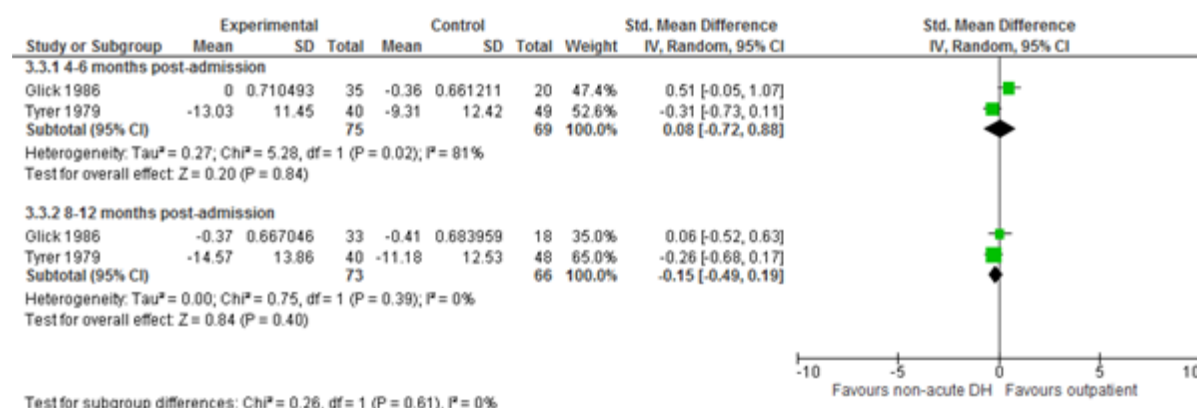 Experimental Control Std. Mean Difference Std. Mean Difference
Study or Subgroup Mean SD Total Mean SD Total Weight IV, Random, 95% CI IV, Random, 95% CI
3.3.1 4-6 months post-admission
Glick 1986 0 0.710493 35 -0.36 0.661211 20 47.4% 0.51 [-0.05, 1.07]
Tyrer 1979 -13.03 11.45 40 -9.31 12.42 49 52.6% -0.31 [-0.73, 0.11]
Subtotal (95% CI) 75 69 100.0% 0.08 [-0.72, 0.88]
Heterogeneity: Tau² = 0.27; Chi² = 5.28, df = 1 (P = 0.02); I² = 81%
Test for overall effect: Z = 0.20 (P = 0.84)
3.3.2 8-12 months post-admission
Glick 1986 -0.37 0.667046 33 -0.41 0.683959 18 35.0% 0.06 [-0.52, 0.63]
Tyrer 1979 -14.57 13.86 40 -11.18 12.53 48 65.0% -0.26 [-0.68, 0.17]
Subtotal (95% CI) 73 66 100.0% -0.15 [-0.49, 0.19]
Heterogeneity: Tau² = 0.00; Chi² = 0.75, df = 1 (P = 0.39); I² = 0%
Test for overall effect: Z = 0.84 (P = 0.40)
-10 -5 0 5 10
Favours non-acute DH Favours outpatient
Test for subgroup differences: Chi² = 0.26, df = 1 (P = 0.61), I² = 0%